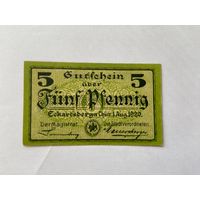 5 Gutschein 5
über
Fünf Pfennig
Eckartsberga 1. Aug. 1920.
Der Magistrat. Die Stadtverordneten.